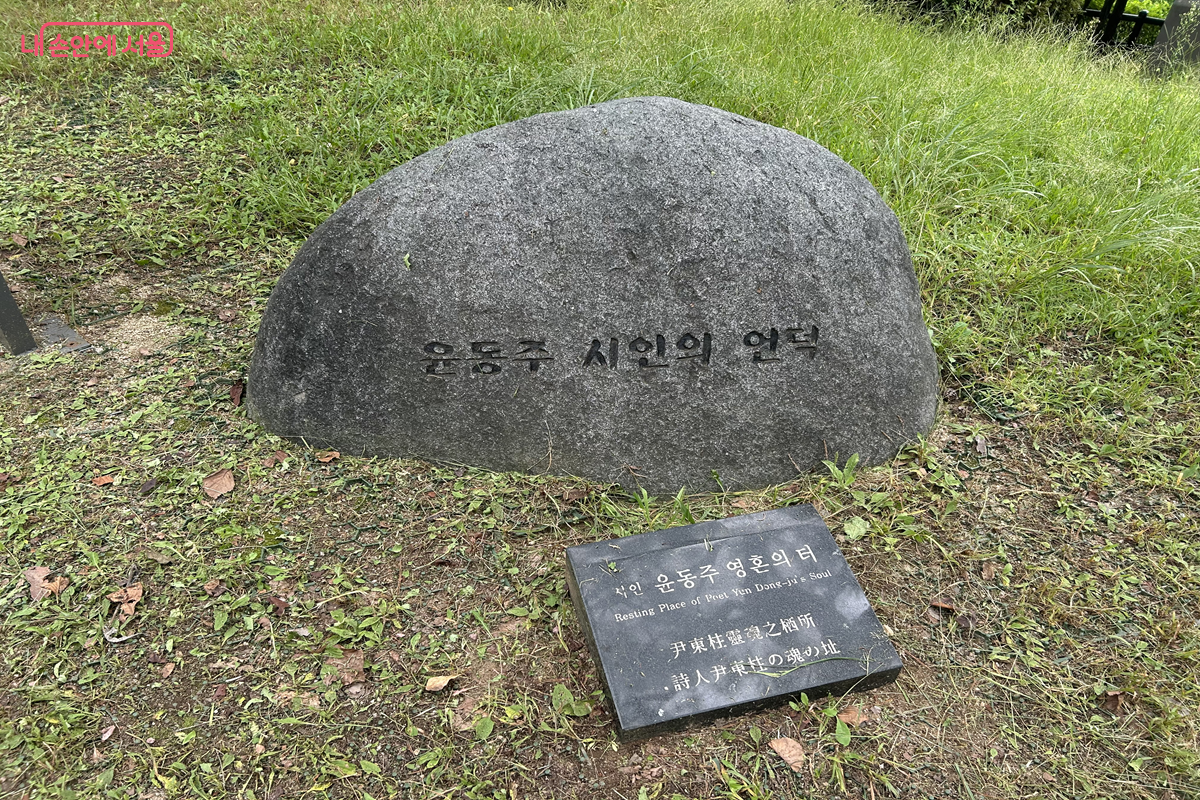 내 손안에 서울
윤동주 시인의 언덕
시인 윤동주 영혼의 터
Resting Place of Poet Yun Dong-ju's Soul
尹東柱靈魂之栖所
詩人尹東柱の魂の址